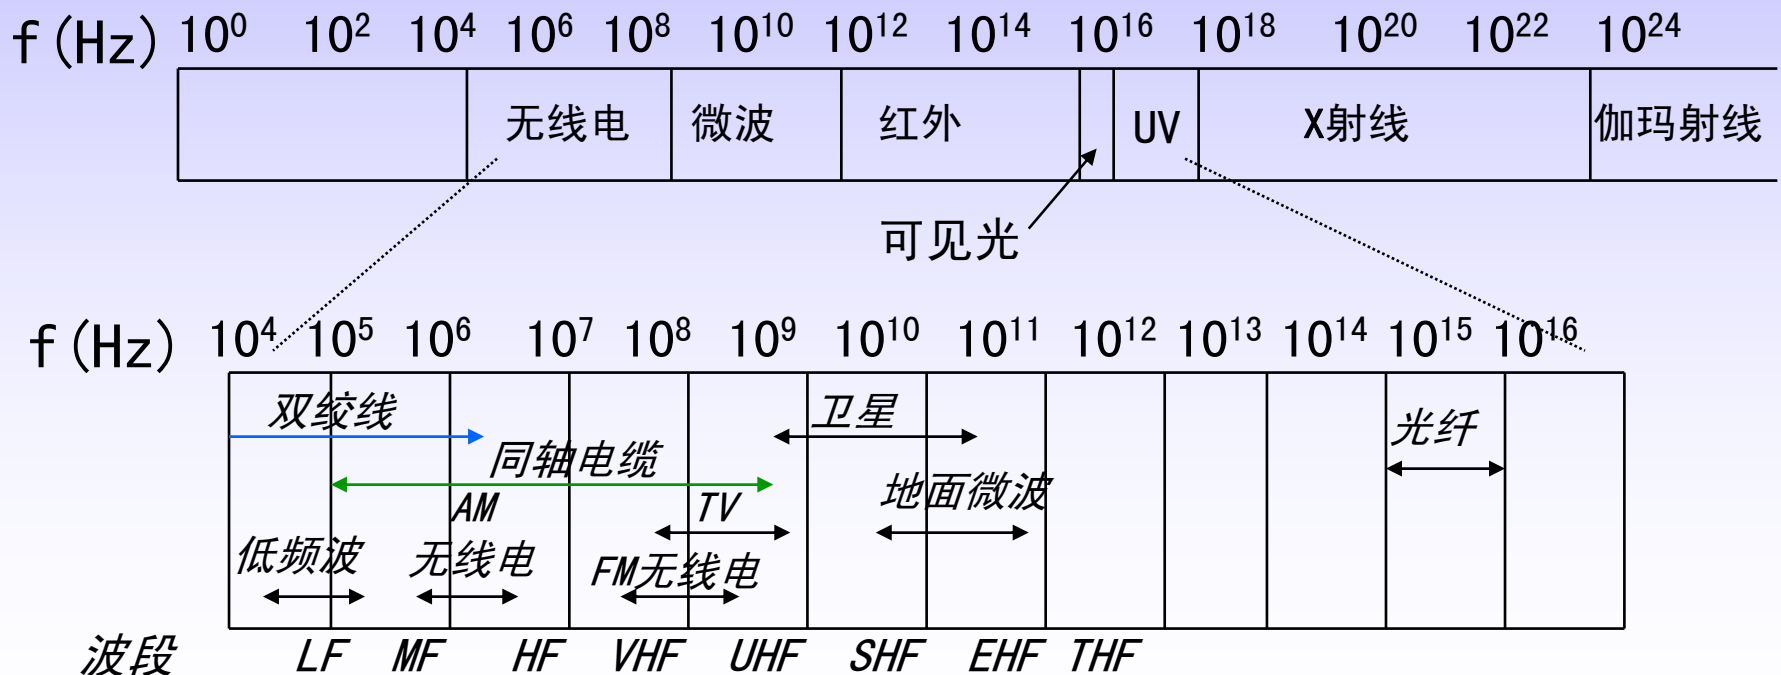 f(Hz) 10⁰ 10² 10⁴ 10⁶ 10⁸ 10¹⁰ 10¹² 10¹⁴ 10¹⁶ 10¹⁸ 10²⁰ 10²² 10²⁴
无线电 微波 红外 UV X射线 伽玛射线
可见光
f(Hz) 10⁴ 10⁵ 10⁶ 10⁷ 10⁸ 10⁹ 10¹⁰ 10¹¹ 10¹² 10¹³ 10¹⁴ 10¹⁵ 10¹⁶
双绞线 卫星 光纤
同轴电缆
AM TV 地面微波
低频波 无线电 FM无线电
波段 LF MF HF VHF UHF SHF EHF THF